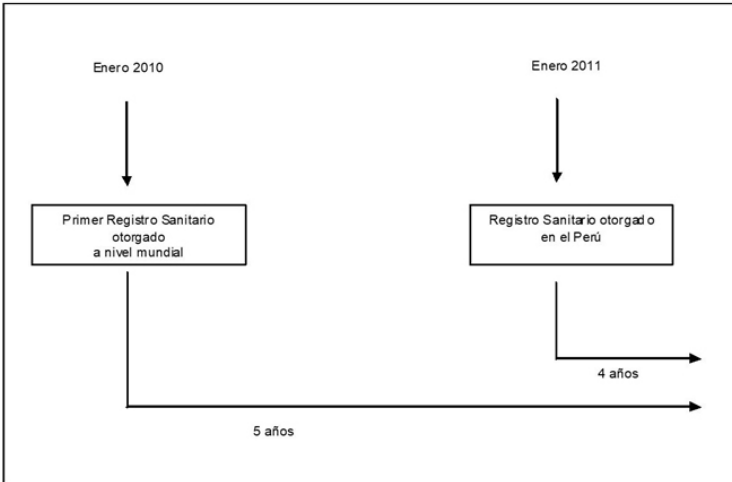 Enero 2010
Enero 2011
Primer Registro Sanitario
otorgado
a nivel mundial
Registro Sanitario otorgado
en el Perú
4 años
5 años